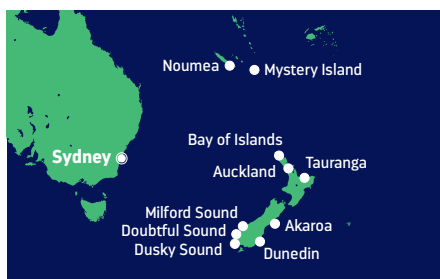 Noumea
Mystery Island
Bay of Islands
Sydney
Auckland
Tauranga
Milford Sound
Akaroa
Doubtful Sound
Dusky Sound
Dunedin